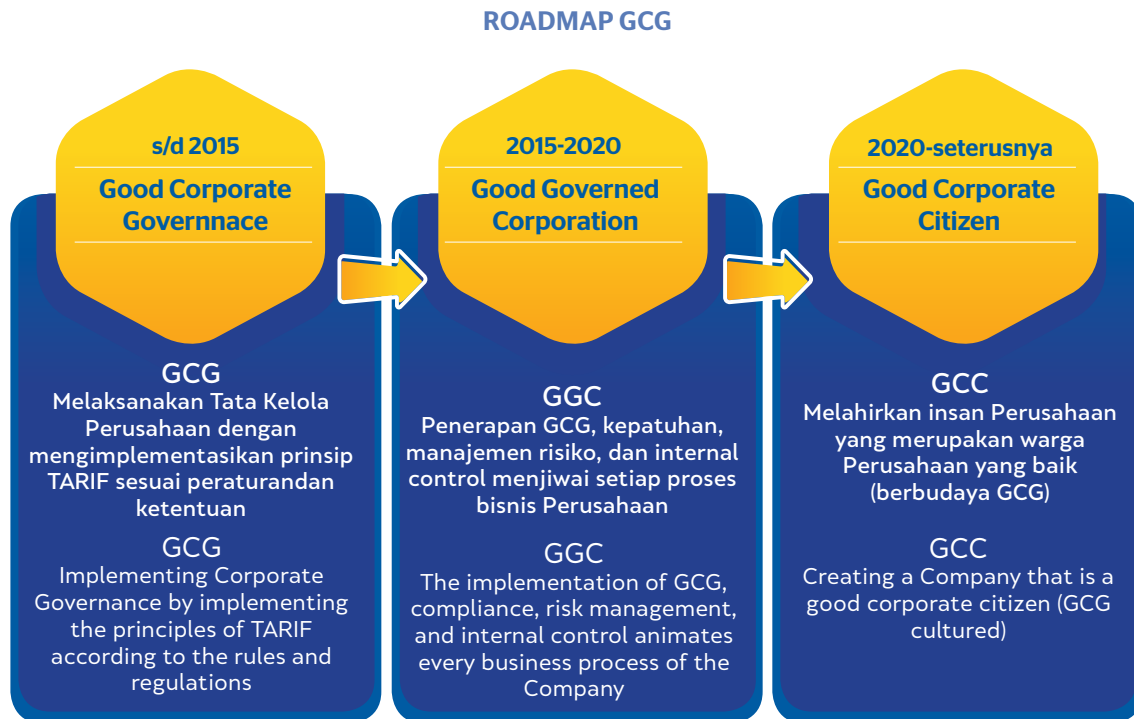 ROADMAP GCG
s/d 2015
Good Corporate
Governnace
GCG
Melaksanakan Tata Kelola
Perusahaan dengan
mengimplementasikan prinsip
TARIF sesuai peraturandan
ketentuan
GCG
Implementing Corporate
Governance by implementing
the principles of TARIF
according to the rules and
regulations
2015-2020
Good Governed
Corporation
GGC
Penerapan GCG, kepatuhan,
manajemen risiko, dan internal
control menjiwai setiap proses
bisnis Perusahaan
GGC
The implementation of GCG,
compliance, risk management,
and internal control animates
every business process of the
Company
2020-seterusnya
Good Corporate
Citizen
GCC
Melahirkan insan Perusahaan
yang merupakan warga
Perusahaan yang baik
(berbudaya GCG)
GCC
Creating a Company that is a
good corporate citizen (GCG
cultured)